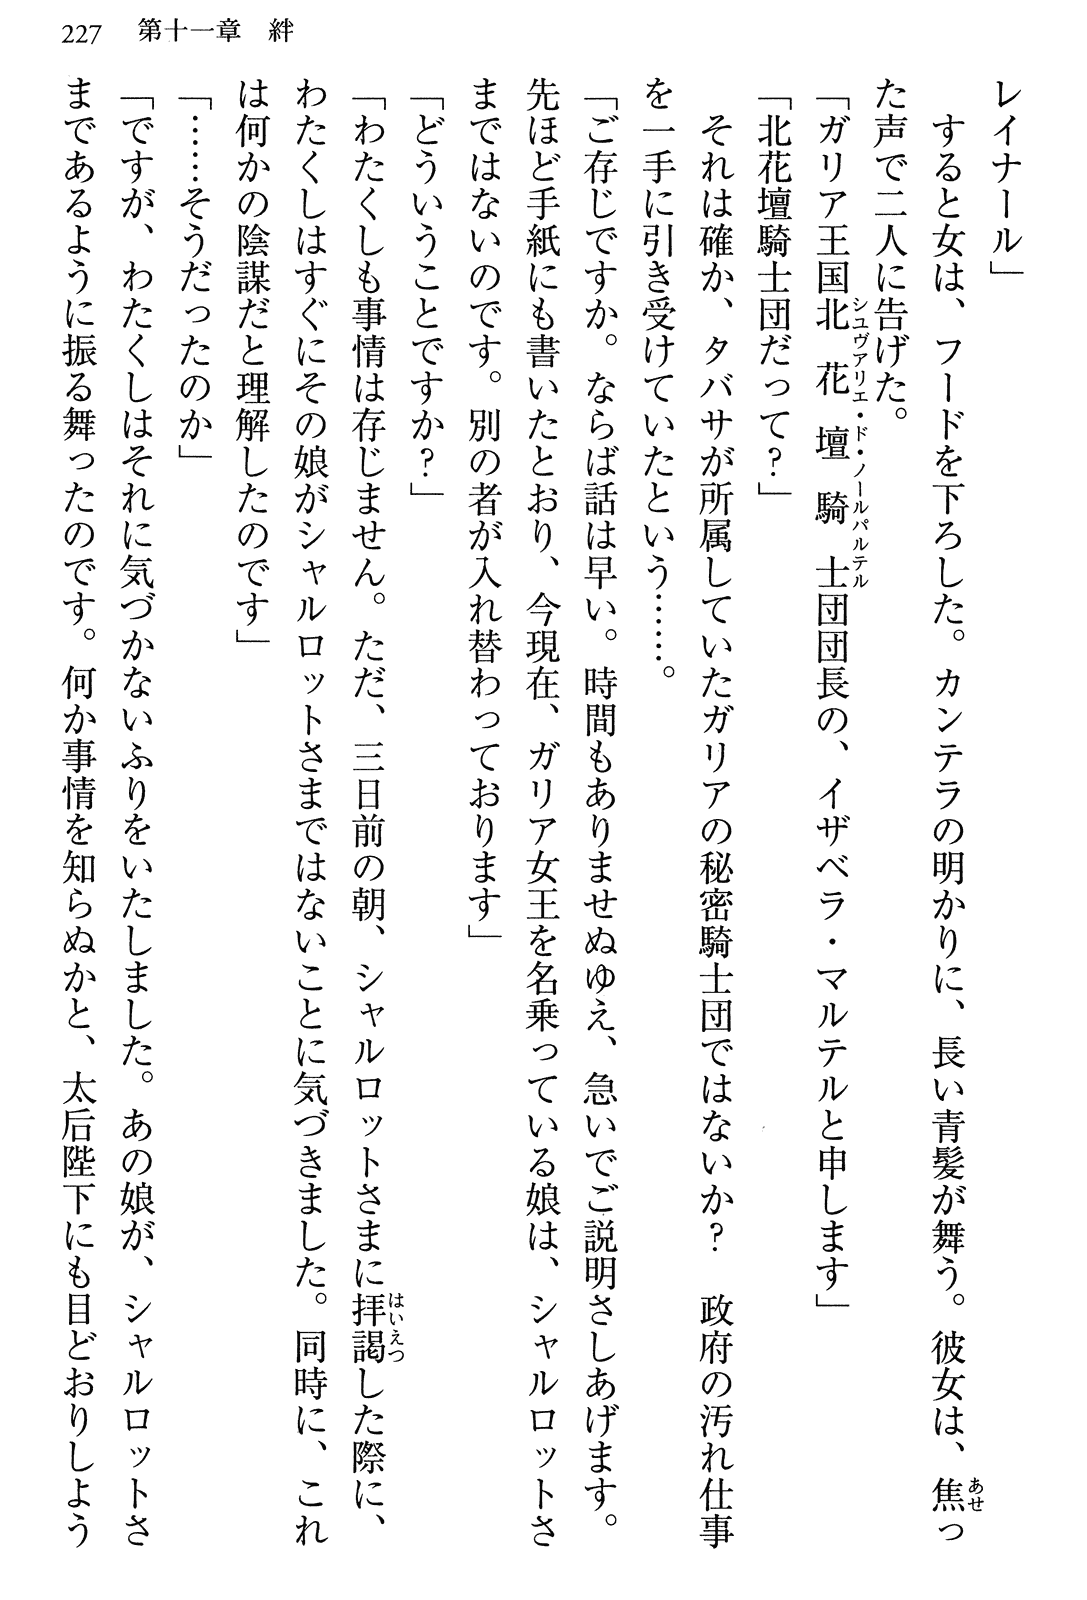 227　第十一章　絆
レイナール」
　すると女は、フードを下ろした。カンテラの明かりに、長い青髪が舞う。彼女は、焦っ
た声で二人に告げた。
「ガリア王国北花壇騎士団団長の、イザベラ・マルテルと申します」
「北花壇騎士団だって？」
　それは確か、タバサが所属していたガリアの秘密騎士団ではないか？　政府の汚れ仕事
を一手に引き受けていたという……。
「ご存じですか。ならば話は早い。時間もありませぬゆえ、急いでご説明さしあげます。
先ほど手紙にも書いたとおり、今現在、ガリア女王を名乗っている娘は、シャルロットさ
まではないのです。別の者が入れ替わっております」
「どういうことですか？」
「わたくしも事情は存じません。ただ、三日前の朝、シャルロットさまに拝謁した際に、
わたくしはすぐにその娘がシャルロットさまではないことに気づきました。同時に、これ
は何かの陰謀だと理解したのです」
「……そうだったのか」
「ですが、わたくしはそれに気づかないふりをいたしました。あの娘が、シャルロットさ
まであるように振る舞ったのです。何か事情を知らぬかと、太后陛下にも目どおりしよう
シュヴァリエ・ド・ノールパルテル
はいえつ
あせ